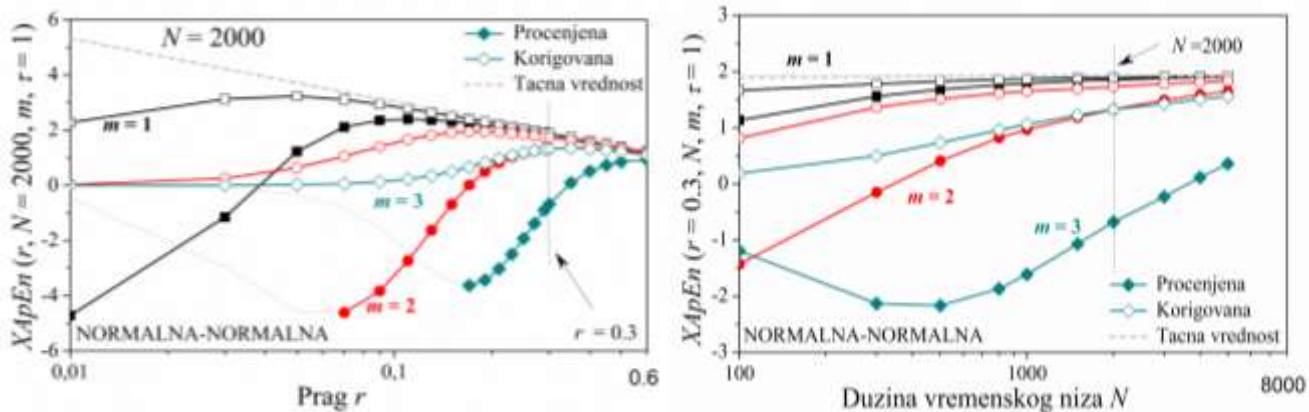 XApEn (r, N = 2000, m, τ = 1)
6
4
2
0
-2
-4
-6
N = 2000
Procenjena
Korigovana
Tacna vrednost
m = 1
m = 3
m = 2
NORMALNA-NORMALNA
r = 0.3
0,01
0,1
0.6
Prag r
XApEn (r = 0.3, N, m, τ = 1)
3
2
1
0
-1
-2
-3
m = 1
N =2000
m = 2
m = 3
Procenjena
Korigovana
Tacna vrednost
NORMALNA-NORMALNA
100
1000
8000
Duzina vremenskog niza N